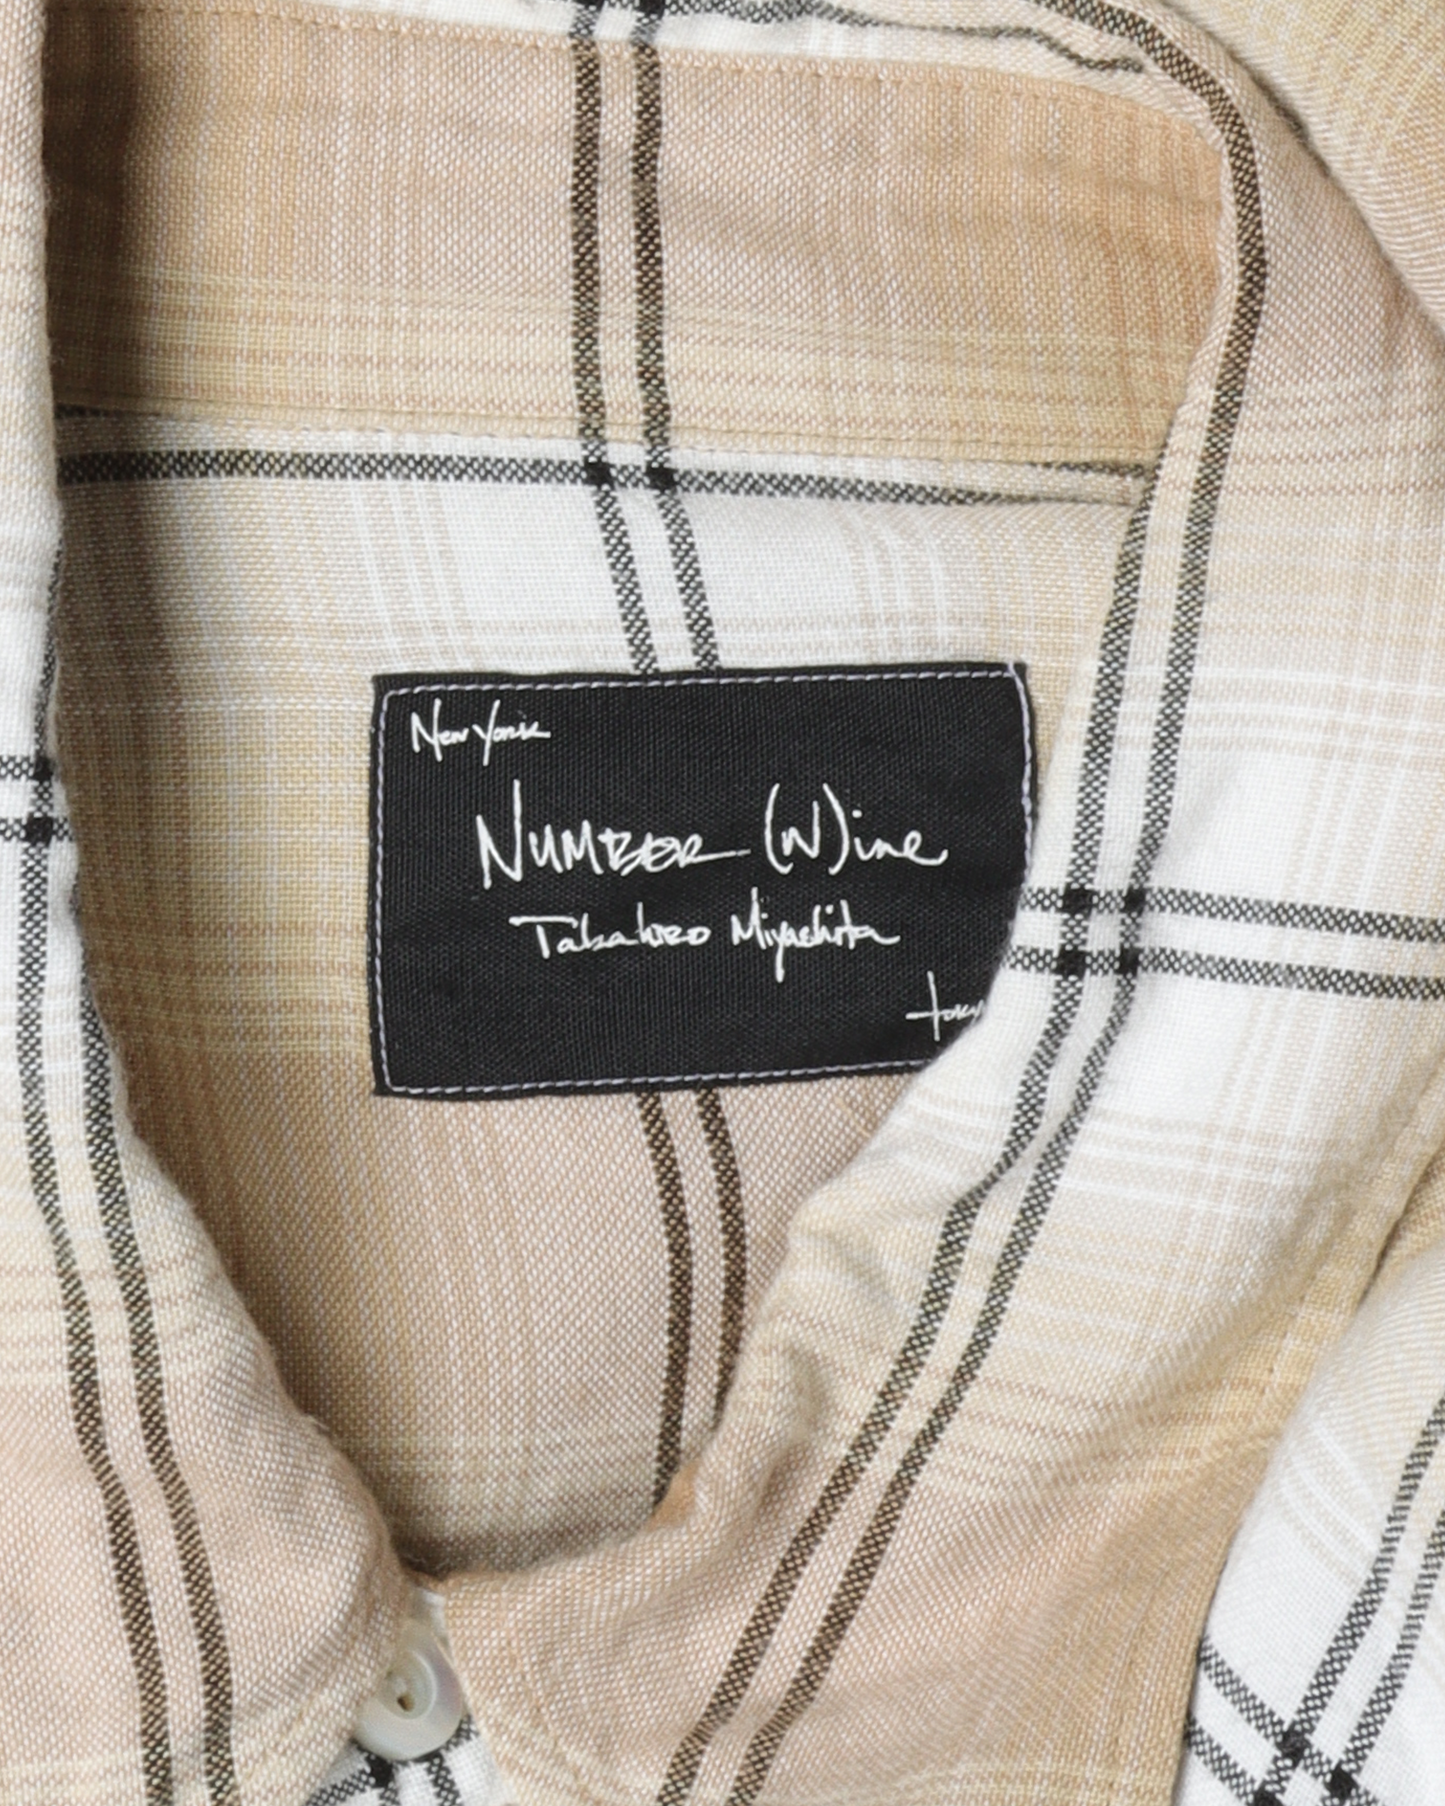 New York
NUMBER (N)ine
Takahiro Miyashita